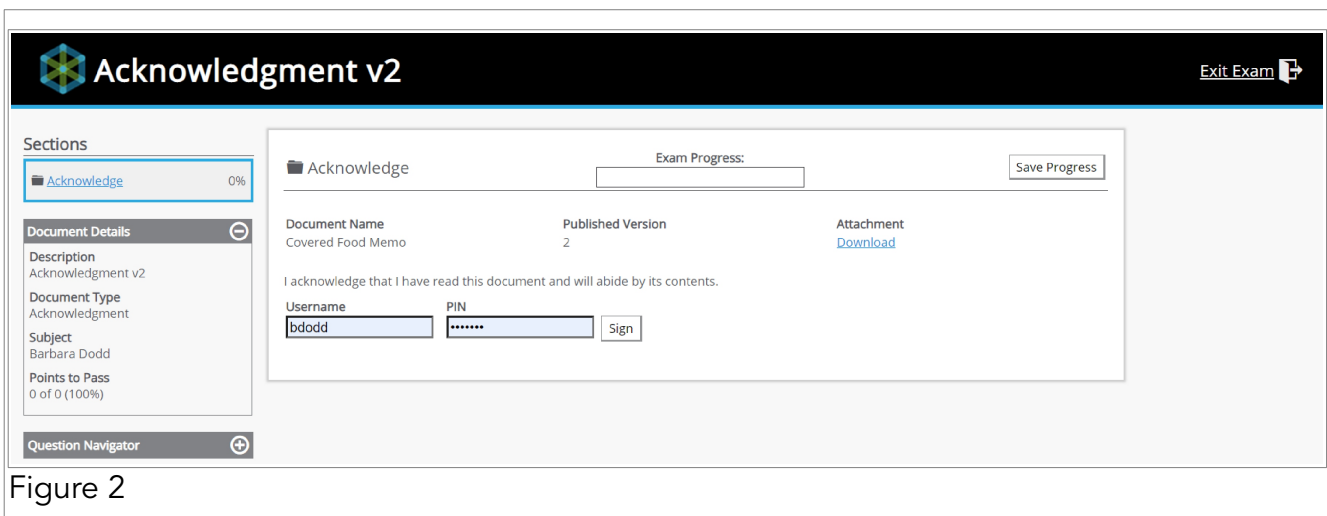 Acknowledgment v2
Exit Exam
Sections
Acknowledge 0%
Document Details
Description
Acknowledgment v2
Document Type
Acknowledgment
Subject
Barbara Dodd
Points to Pass
0 of 0 (100%)
Question Navigator
Acknowledge
Exam Progress:
Save Progress
Document Name Published Version Attachment
Covered Food Memo 2 Download
I acknowledge that I have read this document and will abide by its contents.
Username PIN
bdodd ••••••• Sign
Figure 2